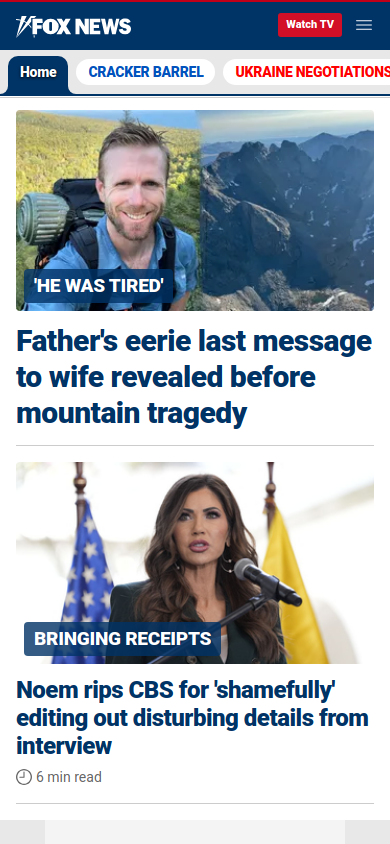 FOX NEWS
Watch TV
Home
CRACKER BARREL
UKRAINE NEGOTIATIONS
'HE WAS TIRED'
Father's eerie last message
to wife revealed before
mountain tragedy
BRINGING RECEIPTS
Noem rips CBS for 'shamefully'
editing out disturbing details from
interview
6 min read